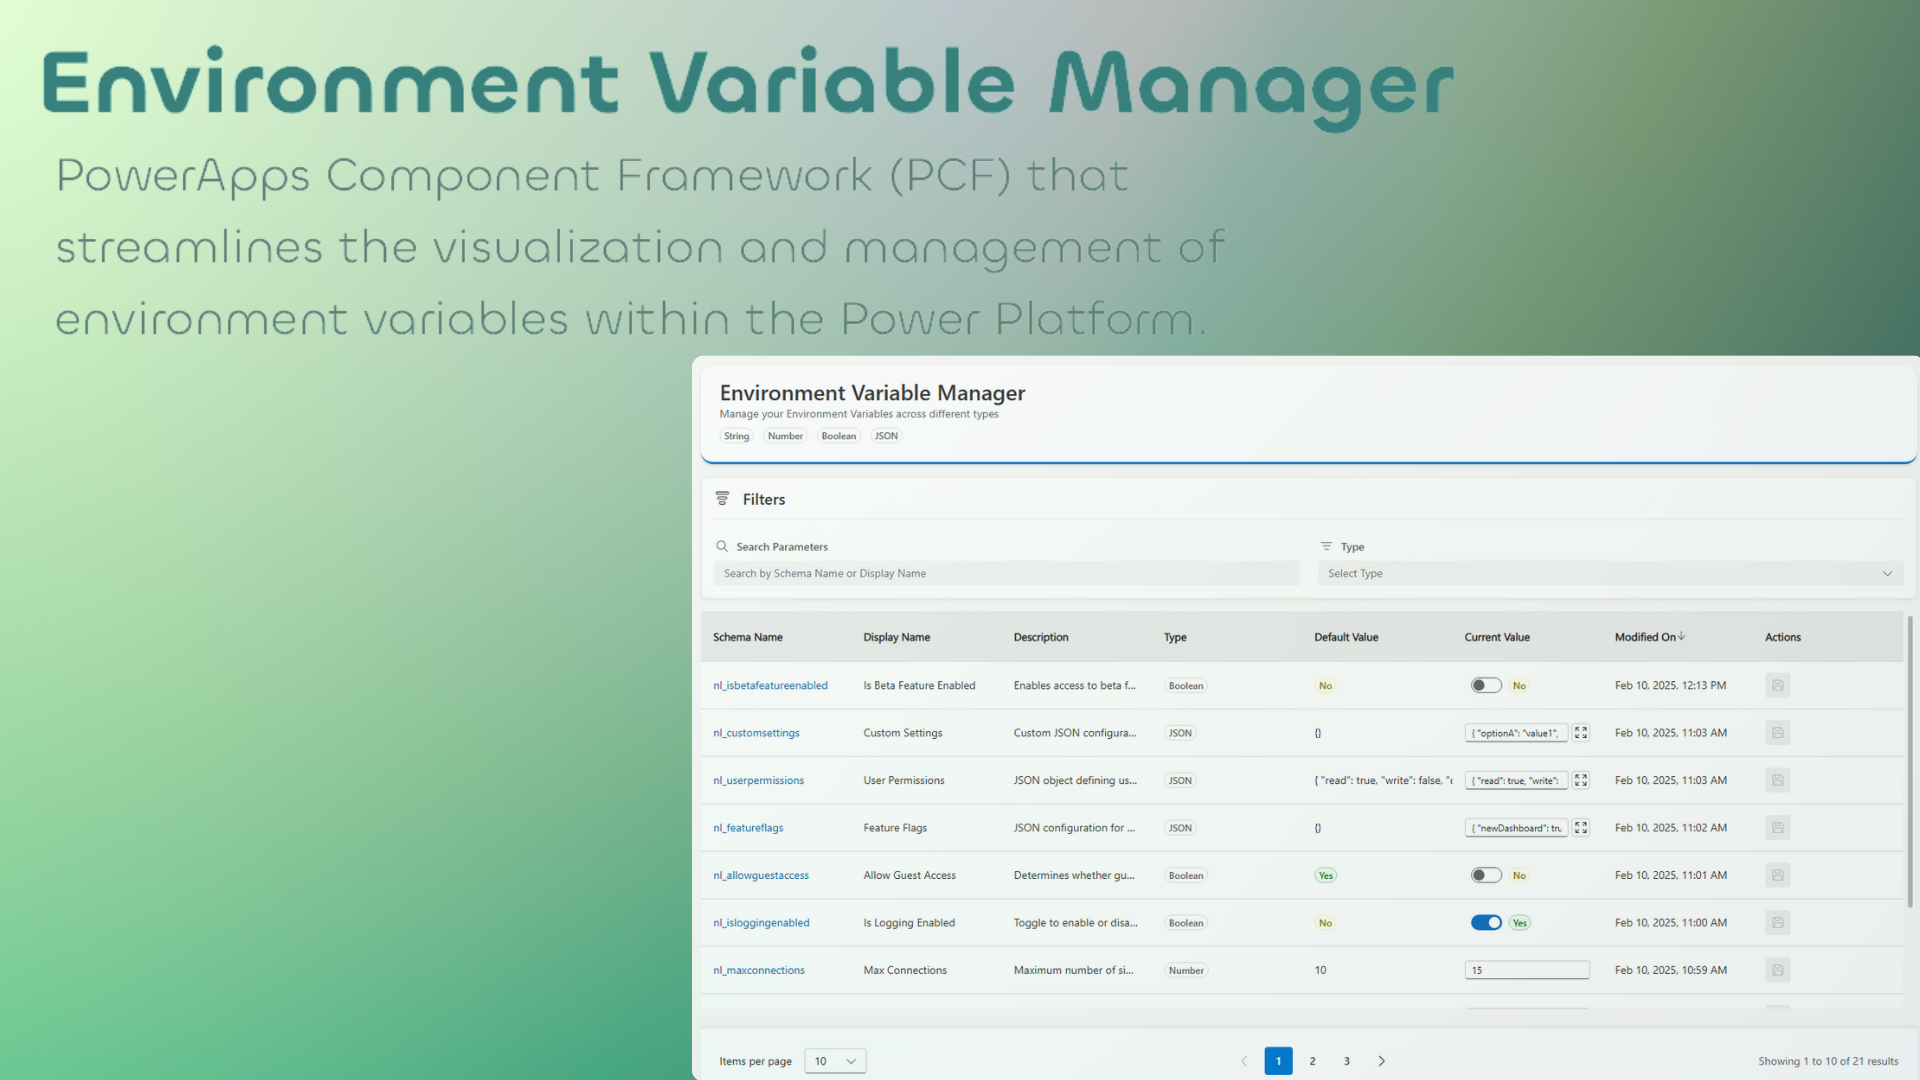 Environment Variable Manager
PowerApps Component Framework (PCF) that
streamlines the visualization and management of
environment variables within the Power Platform.
Environment Variable Manager
Manage your Environment Variables across different types
String Number Boolean JSON
Filters
Search Parameters Type
Search by Schema Name or Display Name Select Type
Schema Name Display Name Description Type Default Value Current Value Modified On↓ Actions
nl_isbetafeatureenabled Is Beta Feature Enabled Enables access to beta f... Boolean No No Feb 10, 2025, 12:13 PM
nl_customsettings Custom Settings Custom JSON configura... JSON {} { "optionA": "value1", Feb 10, 2025, 11:03 AM
nl_userpermissions User Permissions JSON object defining us... JSON { "read": true, "write": false, " { "read": true, "write": Feb 10, 2025, 11:03 AM
nl_featureflags Feature Flags JSON configuration for ... JSON {} { "newDashboard": tru Feb 10, 2025, 11:02 AM
nl_allowguestaccess Allow Guest Access Determines whether gu... Boolean Yes No Feb 10, 2025, 11:01 AM
nl_isloggingenabled Is Logging Enabled Toggle to enable or disa... Boolean No Yes Feb 10, 2025, 11:00 AM
nl_maxconnections Max Connections Maximum number of si... Number 10 15 Feb 10, 2025, 10:59 AM
Items per page 10 1 2 3 Showing 1 to 10 of 21 results